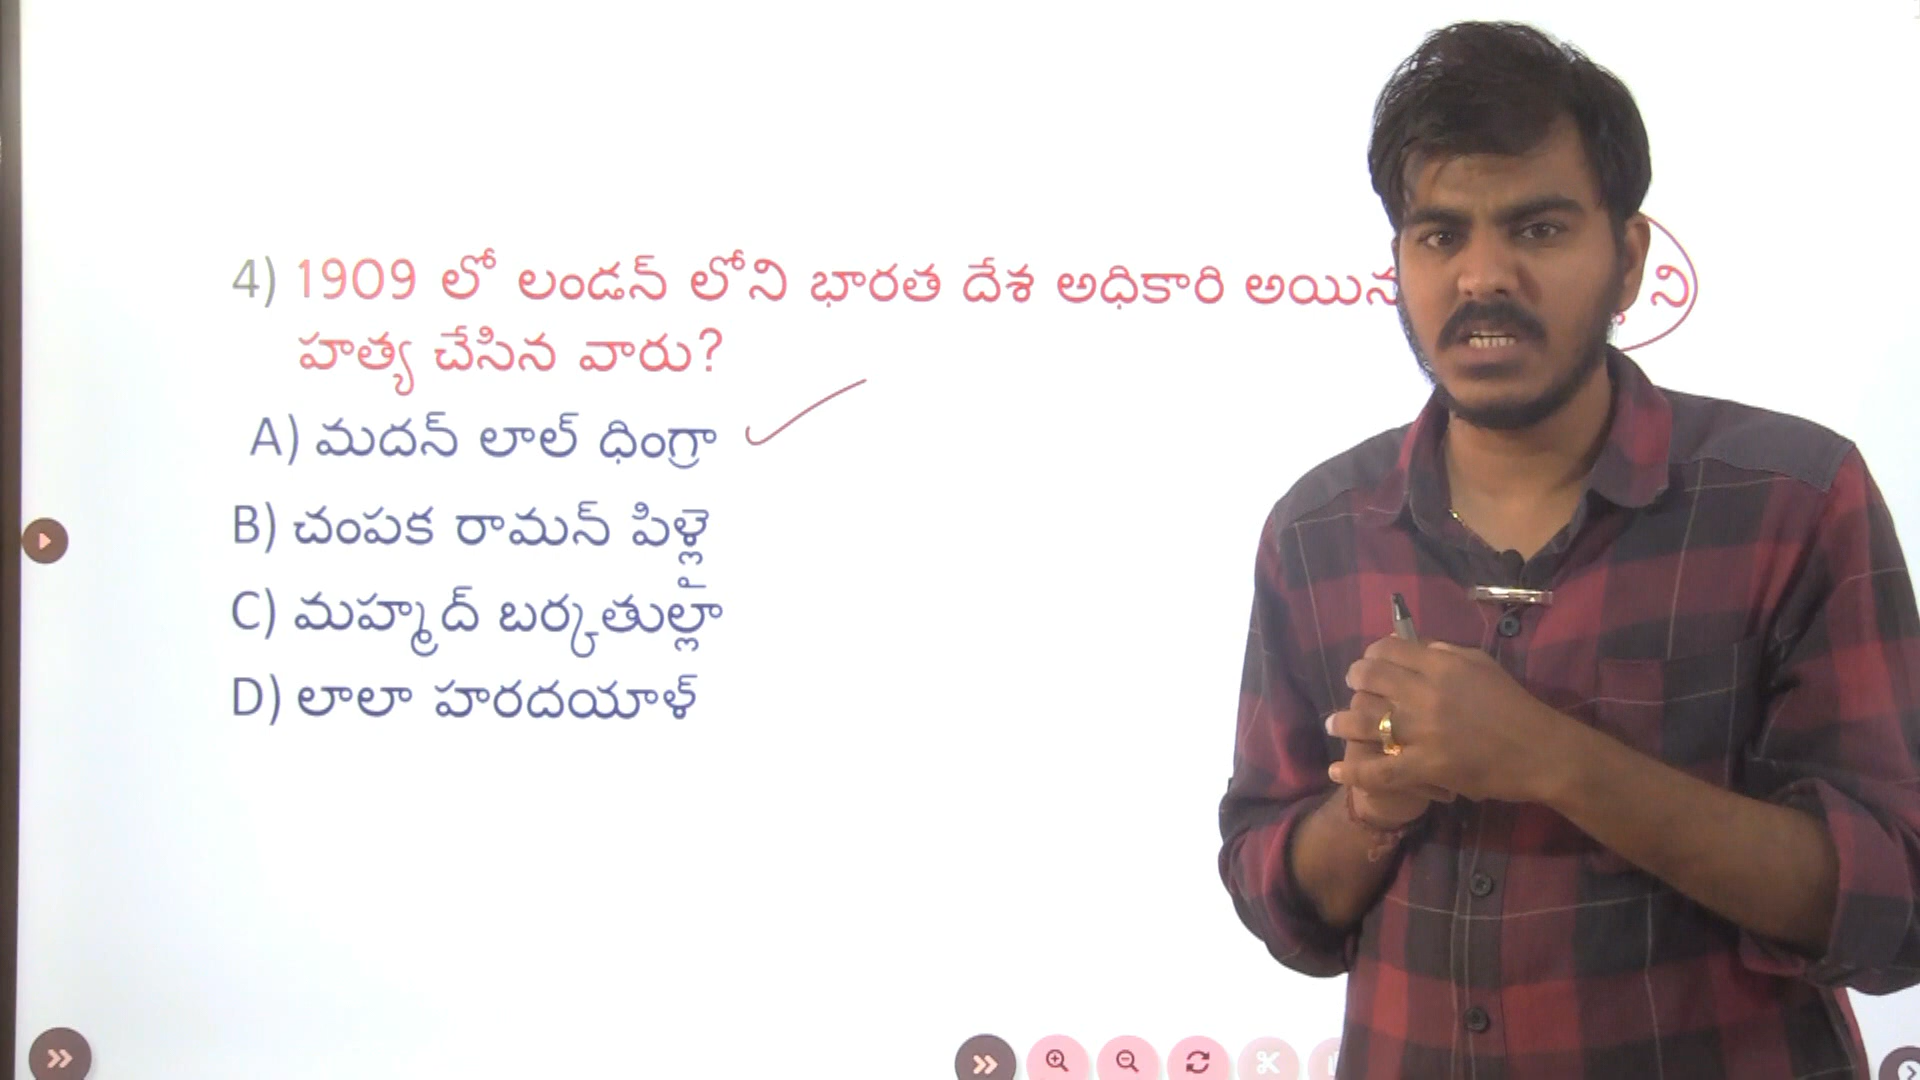 4) 1909 లో లండన్ లోని భారత దేశ అధికారి అయిన ని
హత్య చేసిన వారు?
A) మదన్ లాల్ ధింగ్రా
B) చంపక రామన్ పిళ్లై
C) మహ్మద్ బర్కతుల్లా
D) లాలా హరదయాళ్